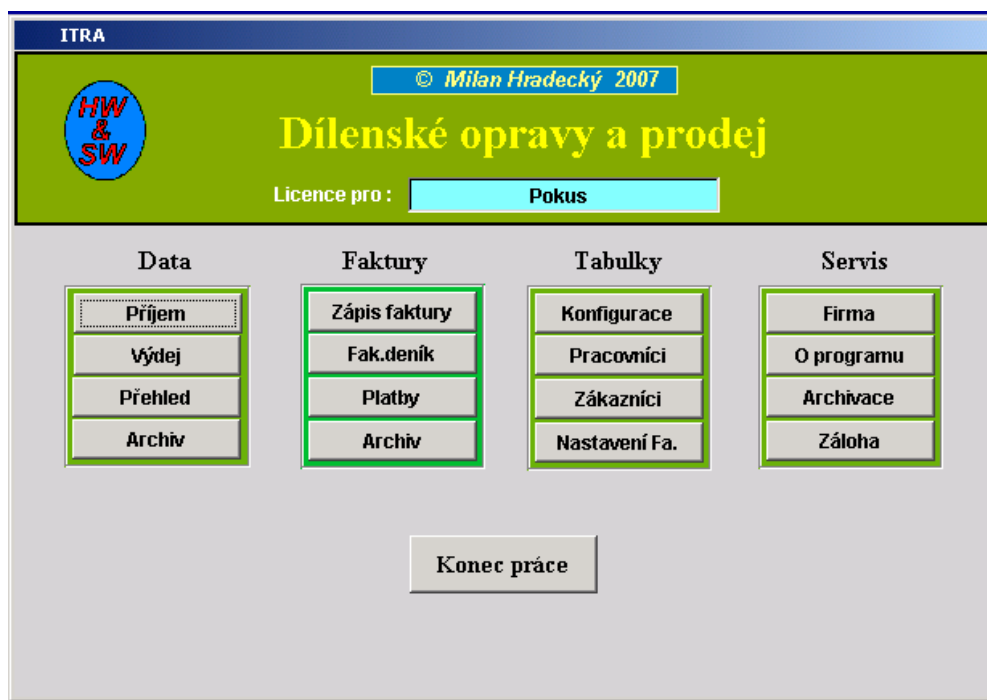 ITRA
© Milan Hradecký 2007
HW
&
SW
Dílenské opravy a prodej
Licence pro : Pokus
Data Faktury Tabulky Servis
Příjem Zápis faktury Konfigurace Firma
Výdej Fak.deník Pracovníci O programu
Přehled Platby Zákazníci Archivace
Archiv Archiv Nastavení Fa. Záloha
Konec práce